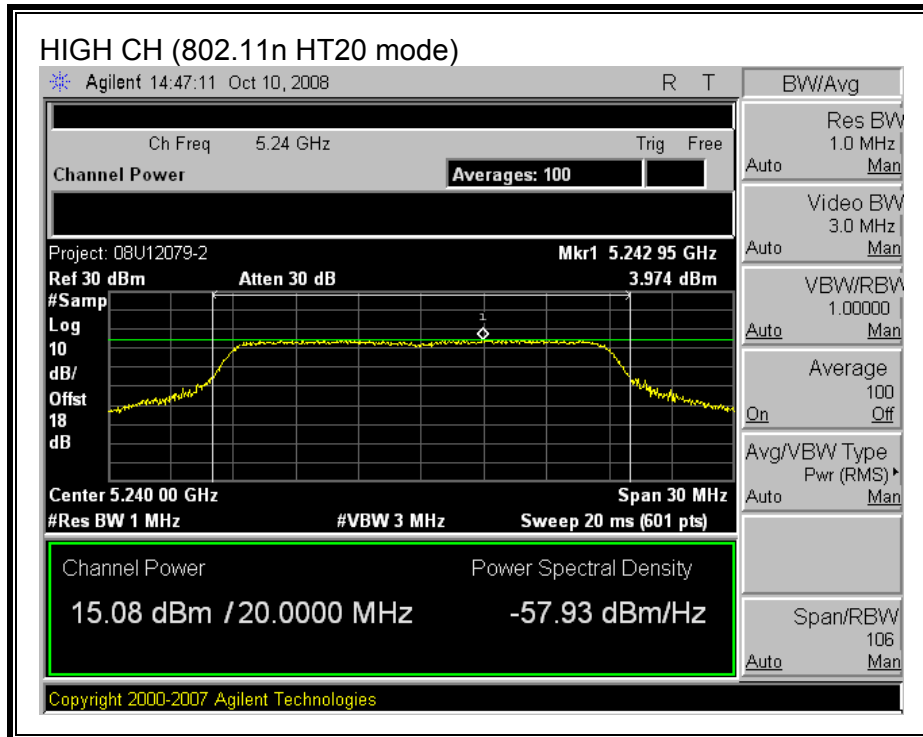 HIGH CH (802.11n HT20 mode)
Agilent 14:47:11 Oct 10, 2008 R T
BW/Avg
Ch Freq 5.24 GHz Trig Free
Channel Power Averages: 100
Res BW
1.0 MHz
Auto Man
Video BW
3.0 MHz
Auto Man
VBW/RBW
1.00000
Auto Man
Average
100
On Off
Avg/VBW Type
Pwr (RMS)
Auto Man
Span/RBW
106
Auto Man
Project: 08U12079-2 Mkr1 5.242 95 GHz
Ref 30 dBm Atten 30 dB 3.974 dBm
#Samp
Log
10
dB/
Offst
18
dB
1
Center 5.240 00 GHz Span 30 MHz
#Res BW 1 MHz #VBW 3 MHz Sweep 20 ms (601 pts)
Channel Power Power Spectral Density
15.08 dBm / 20.0000 MHz -57.93 dBm/Hz
Copyright 2000-2007 Agilent Technologies